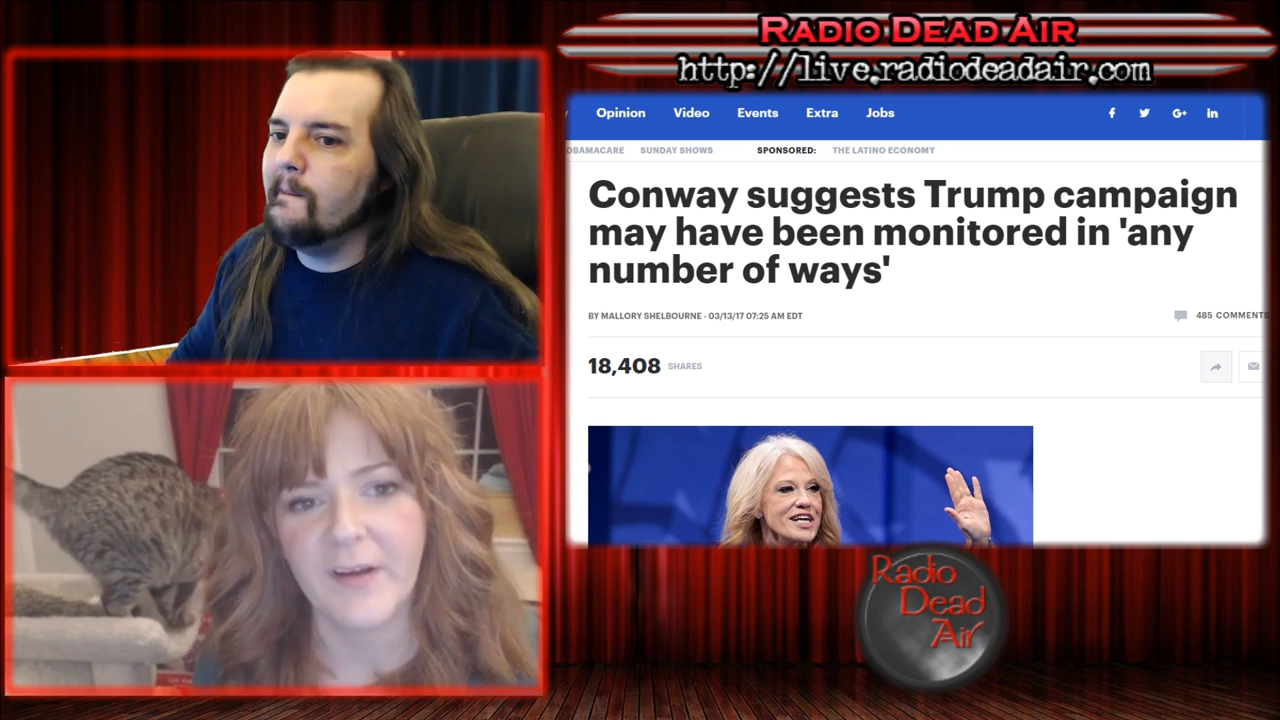 RADIO DEAD AIR
http://live.radiodeadair.com
Opinion Video Events Extra Jobs
OBAMACARE SUNDAY SHOWS SPONSORED: THE LATINO ECONOMY
Conway suggests Trump campaign
may have been monitored in 'any
number of ways'
BY MALLORY SHELBOURNE - 03/13/17 07:25 AM EDT
485 COMMENTS
18,408 SHARES
Radio
Dead
Air